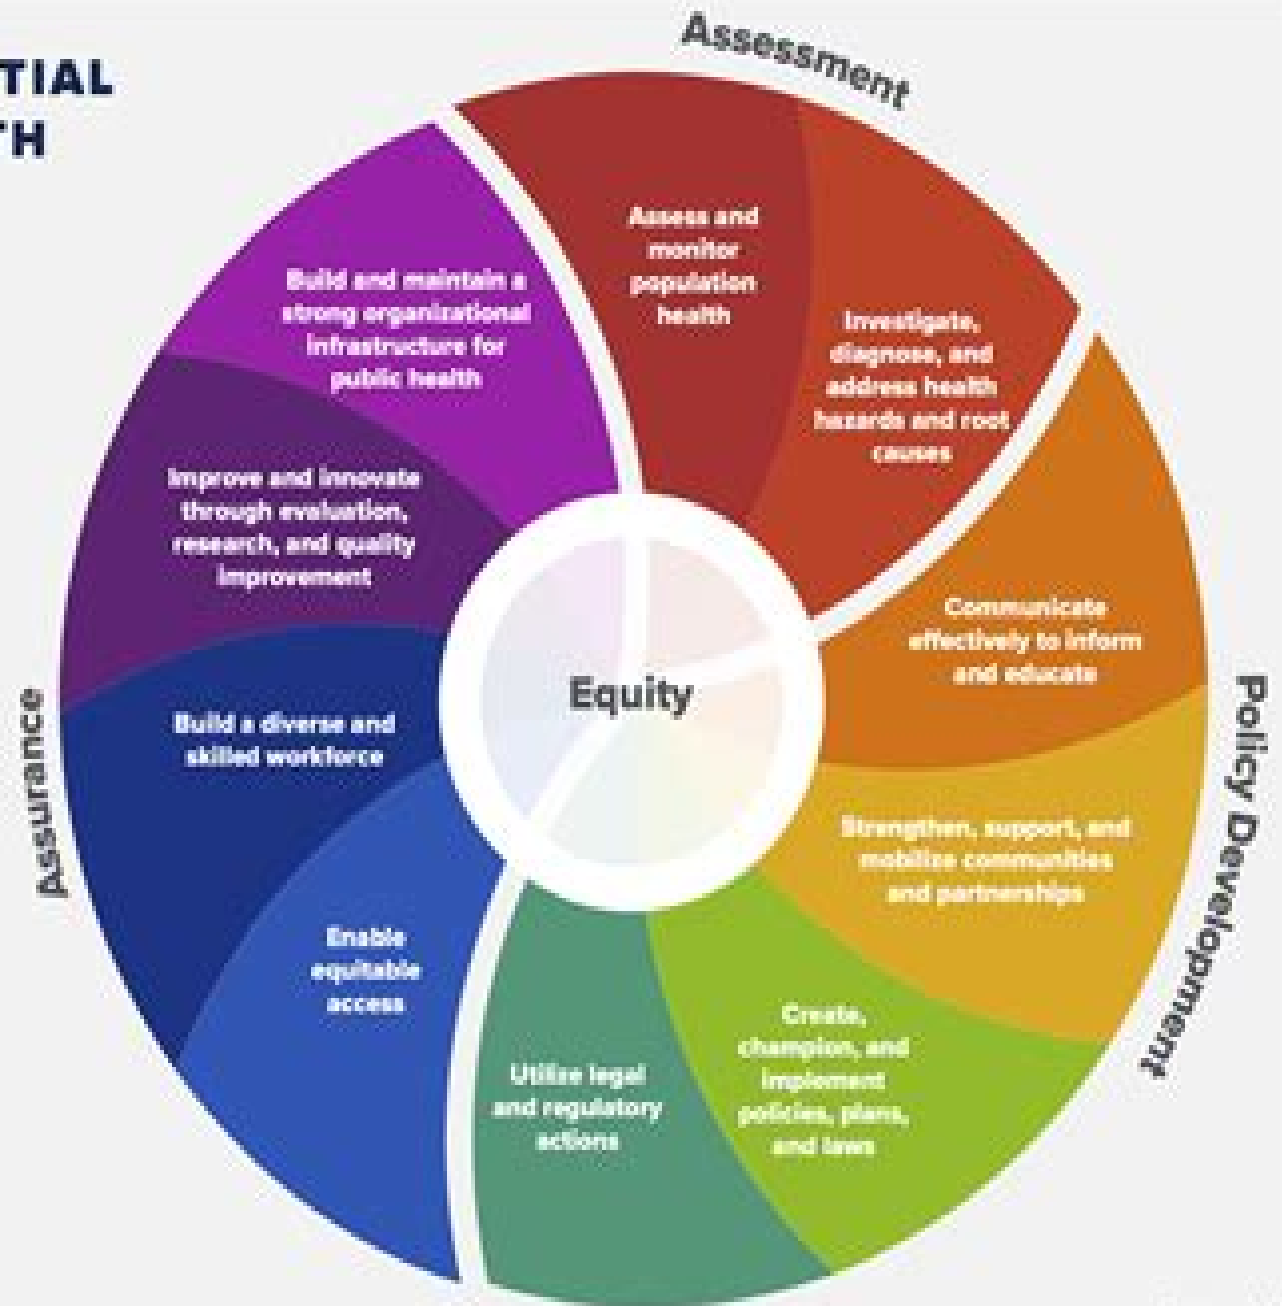 TIAL
TH
Assessment
Assess and
monitor
population
health
Investigate,
diagnose, and
address health
hazards and root
causes
Policy Development
Communicate
effectively to inform
and educate
Strengthen, support, and
mobilize communities
and partnerships
Create,
champion, and
implement
policies, plans,
and laws
Utilize legal
and regulatory
actions
Assurance
Enable
equitable
access
Build a diverse and
skilled workforce
Improve and innovate
through evaluation,
research, and quality
improvement
Build and maintain a
strong organizational
infrastructure for
public health
Equity